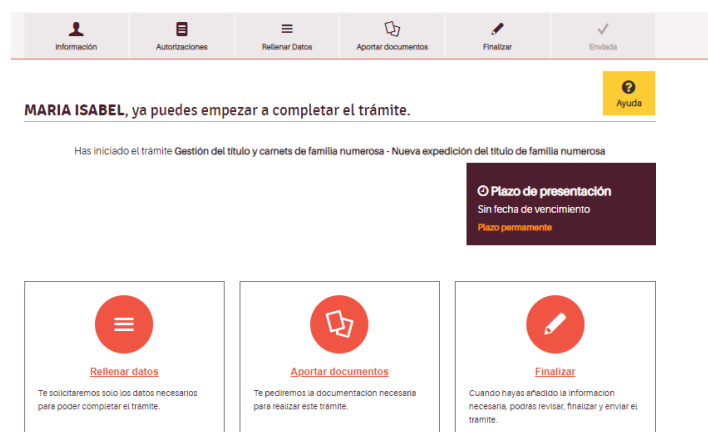 Información
Autorizaciones
Rellenar Datos
Aportar documentos
Finalizar
Enviada
Ayuda
MARIA ISABEL, ya puedes empezar a completar el trámite.
Has iniciado el trámite Gestión del título y carnets de familia numerosa - Nueva expedición del título de familia numerosa
Plazo de presentación
Sin fecha de vencimiento
Plazo permamente
Rellenar datos
Te solicitaremos solo los datos necesarios
para poder completar el trámite.
Aportar documentos
Te pediremos la documentación necesaria
para realizar este trámite.
Finalizar
Cuando hayas añadido la información
necesaria, podrás revisar, finalizar y enviar el
trámite.